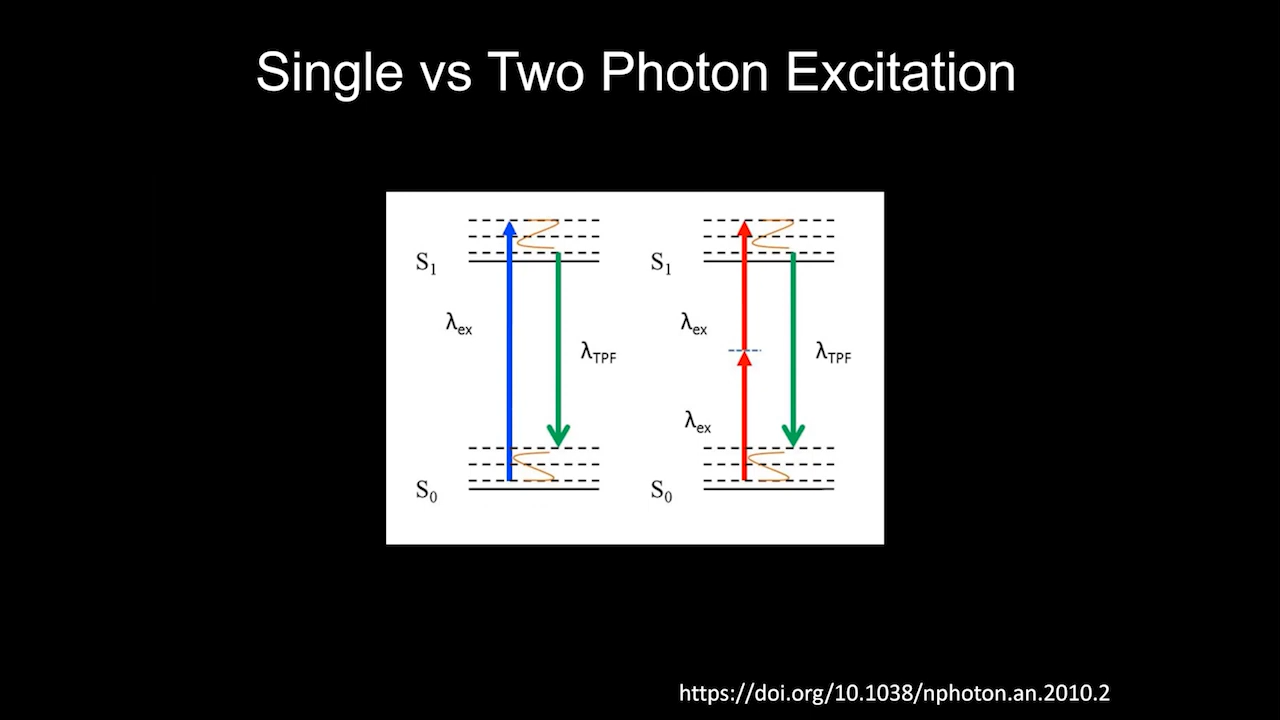 Single vs Two Photon Excitation
S₁
λex
λTPF
S₀
S₁
λex
λTPF
λex
S₀
https://doi.org/10.1038/nphoton.an.2010.2